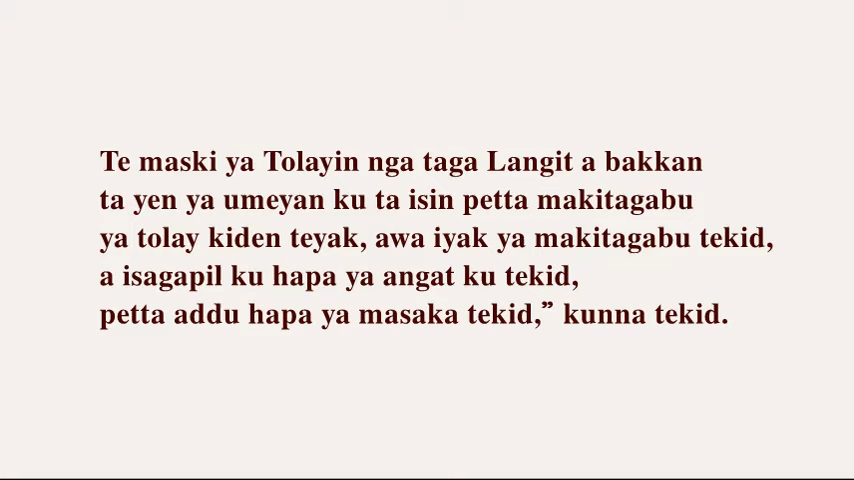 Te maski ya Tolayin nga taga Langit a bakkan
ta yen ya umeyan ku ta isin petta makitagabu
ya tolay kiden teyak, awa iyak ya makitagabu tekid,
a isagapil ku hapa ya angat ku tekid,
petta addu hapa ya masaka tekid,” kunna tekid.